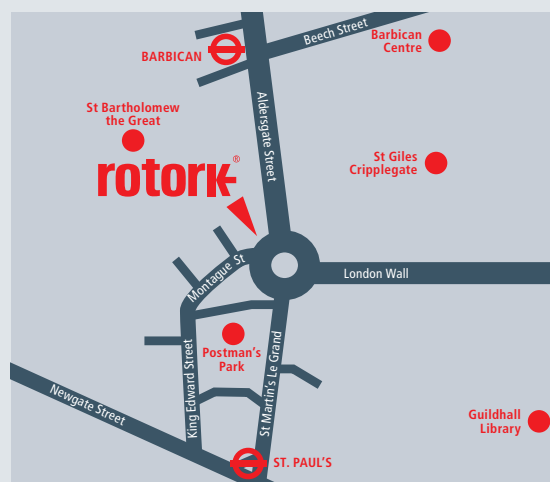 Beech Street
Barbican
Centre
BARBICAN
Aldersgate Street
St Bartholomew
the Great
rotork®
St Giles
Cripplegate
Montague St
London Wall
Postman's
Park
King Edward Street
St Martin's Le Grand
Newgate Street
Guildhall
Library
ST. PAUL'S